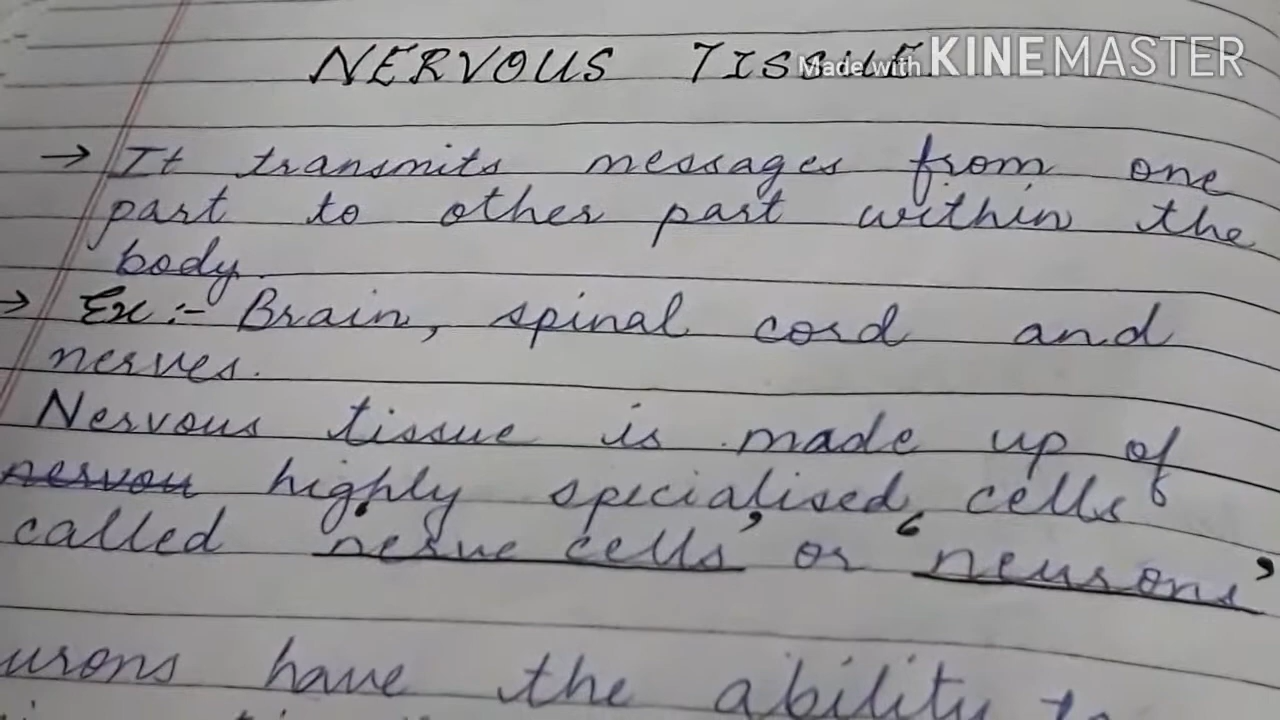 NERVOUS TISSUE
Made with KINEMASTER
→ It transmits messages from one
part to other part within the
body.
→ Ex:- Brain, spinal cord and
nerves.
Nervous tissue is made up of
nervou highly specialised cells
called 'nerve cells' or 'neurons'
urons have the ability to